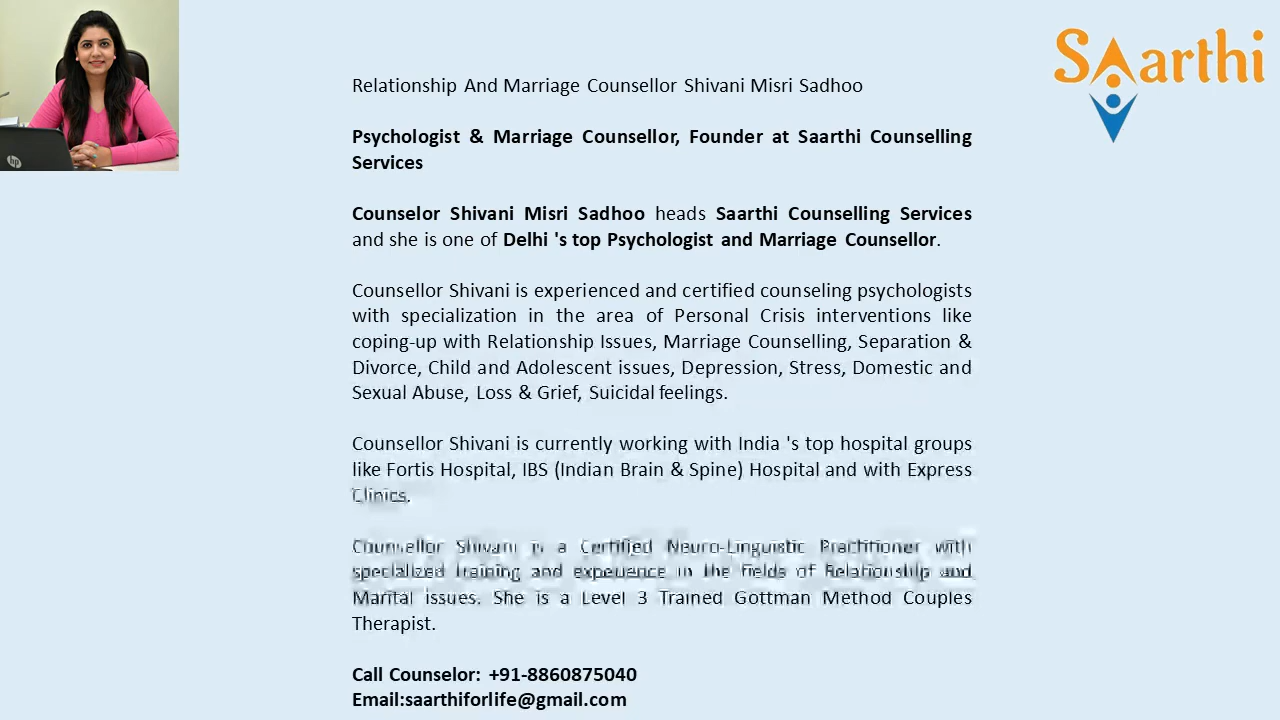 Saarthi
Relationship And Marriage Counsellor Shivani Misri Sadhoo
Psychologist & Marriage Counsellor, Founder at Saarthi Counselling
Services
Counselor Shivani Misri Sadhoo heads Saarthi Counselling Services
and she is one of Delhi 's top Psychologist and Marriage Counsellor.
Counsellor Shivani is experienced and certified counseling psychologists
with specialization in the area of Personal Crisis interventions like
coping-up with Relationship Issues, Marriage Counselling, Separation &
Divorce, Child and Adolescent issues, Depression, Stress, Domestic and
Sexual Abuse, Loss & Grief, Suicidal feelings.
Counsellor Shivani is currently working with India 's top hospital groups
like Fortis Hospital, IBS (Indian Brain & Spine) Hospital and with Express
Clinics.
Counsellor Shivani is a Certified Neuro-Linguistic Practitioner with
specialized training and experience in the fields of Relationship and
Marital issues. She is a Level 3 Trained Gottman Method Couples
Therapist.
Call Counselor: +91-8860875040
Email:saarthiforlife@gmail.com
hp